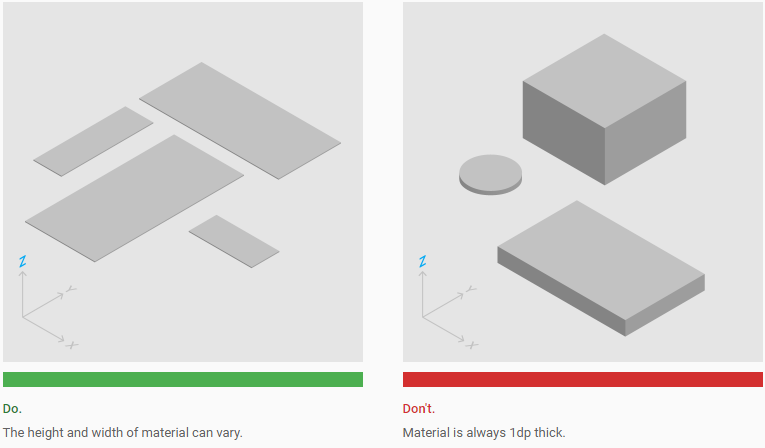 Z
Y
X
Z
Y
X
Do.
The height and width of material can vary.
Don't.
Material is always 1dp thick.